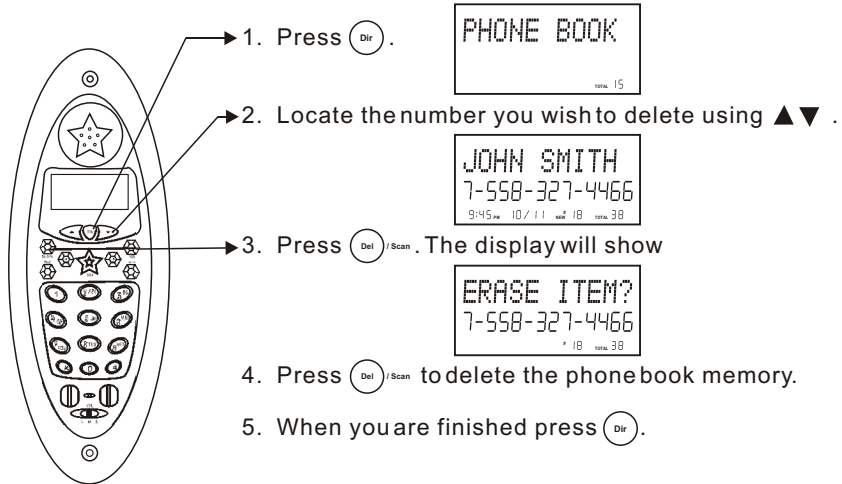 1. Press Dir .
PHONE BOOK
TOTAL 15
2. Locate the number you wish to delete using ▲▼ .
JOHN SMITH
7-558-327-4466
9:45 PM 10/11 NEW # 18 TOTAL 38
3. Press Del /Scan . The display will show
ERASE ITEM?
7-558-327-4466
# 18 TOTAL 38
4. Press Del /Scan to delete the phone book memory.
5. When you are finished press Dir .